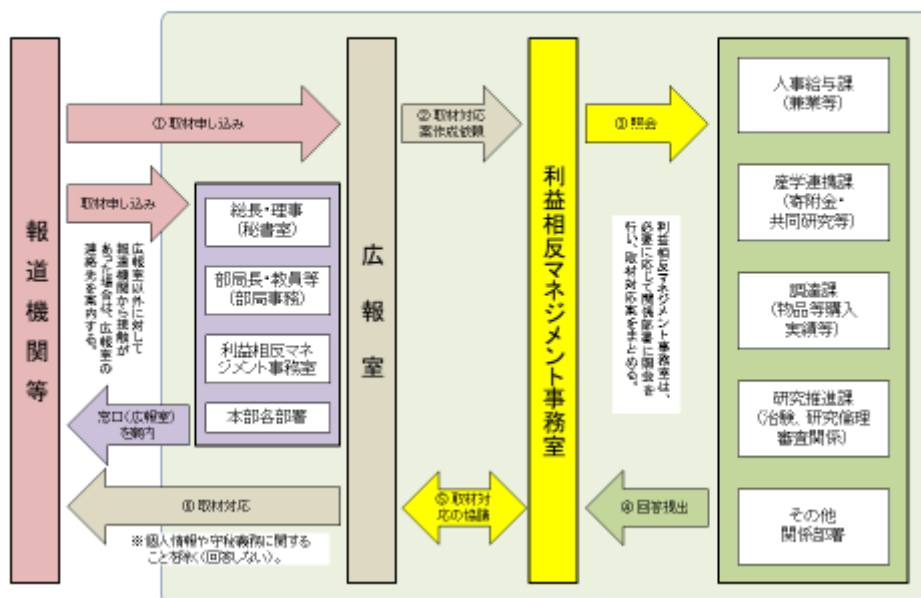 報道機関等
① 取材申し込み
取材申し込み
広報室以外に対して
報道機関から接触が
あった場合は、広報室の
連絡先を案内する。
窓口(広報室)
を案内
⑥ 取材対応
※ 個人情報や守秘義務に関する
ことを除く(回答しない)。
総長・理事
(秘書室)
部局長・教員等
(部局事務)
利益相反マネ
ジメント事務室
本部各部署
広報室
② 取材対応
案作成依頼
⑤ 取材対
応の協議
利益相反マネジメント事務室
③ 照会
利益相反マネジメント事務室は、
必要に応じて関係部署に照会を
行い、取材対応案をまとめる。
④ 回答提出
人事給与課
(兼業等)
産学連携課
(寄附金・
共同研究等)
調達課
(物品等購入
実績等)
研究推進課
(治験、研究倫理
審査関係)
その他
関係部署